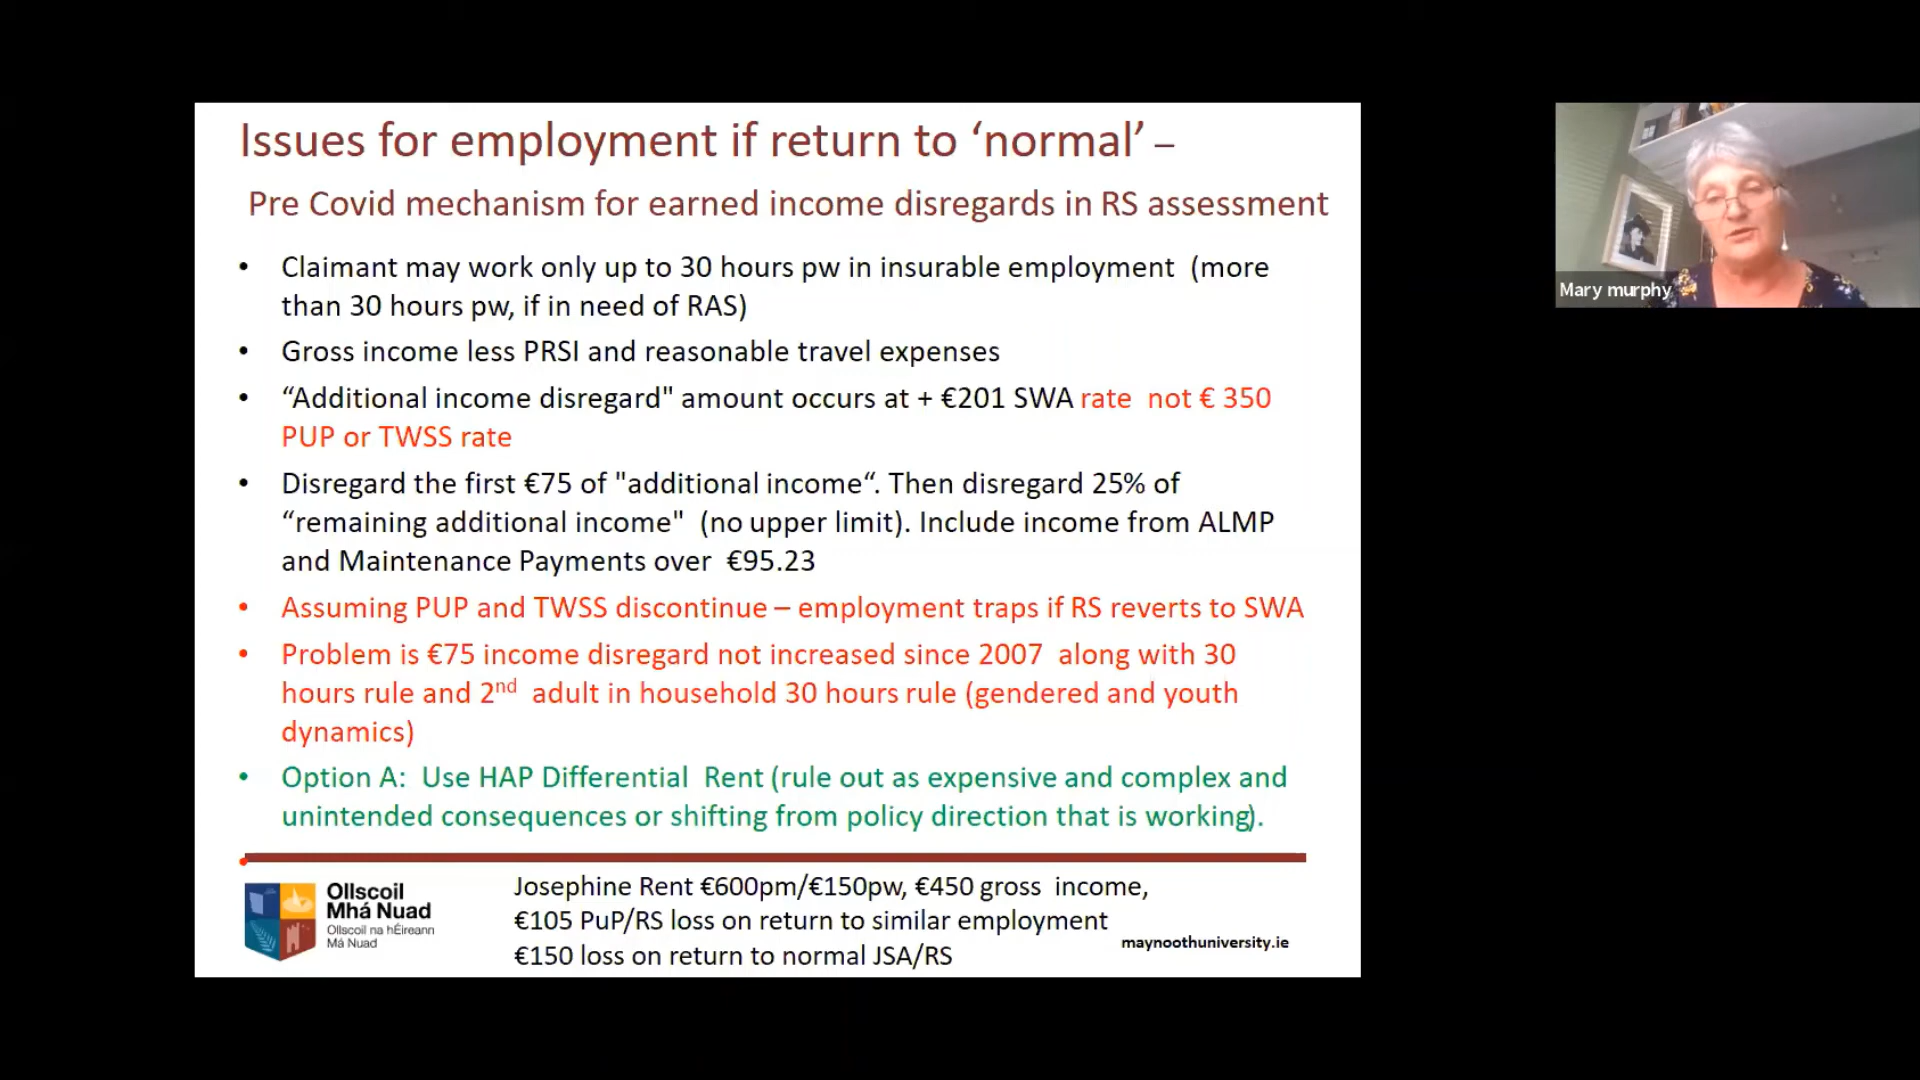 Issues for employment if return to ‘normal’ –
Pre Covid mechanism for earned income disregards in RS assessment
• Claimant may work only up to 30 hours pw in insurable employment (more
than 30 hours pw, if in need of RAS)
• Gross income less PRSI and reasonable travel expenses
• “Additional income disregard" amount occurs at + €201 SWA rate not € 350
PUP or TWSS rate
• Disregard the first €75 of "additional income“. Then disregard 25% of
“remaining additional income" (no upper limit). Include income from ALMP
and Maintenance Payments over €95.23
• Assuming PUP and TWSS discontinue – employment traps if RS reverts to SWA
• Problem is €75 income disregard not increased since 2007 along with 30
hours rule and 2nd adult in household 30 hours rule (gendered and youth
dynamics)
• Option A: Use HAP Differential Rent (rule out as expensive and complex and
unintended consequences or shifting from policy direction that is working).
Ollscoil
Mhá Nuad
Ollscoil na hÉireann
Má Nuad
Josephine Rent €600pm/€150pw, €450 gross income,
€105 PuP/RS loss on return to similar employment
€150 loss on return to normal JSA/RS
maynoothuniversity.ie
Mary murphy